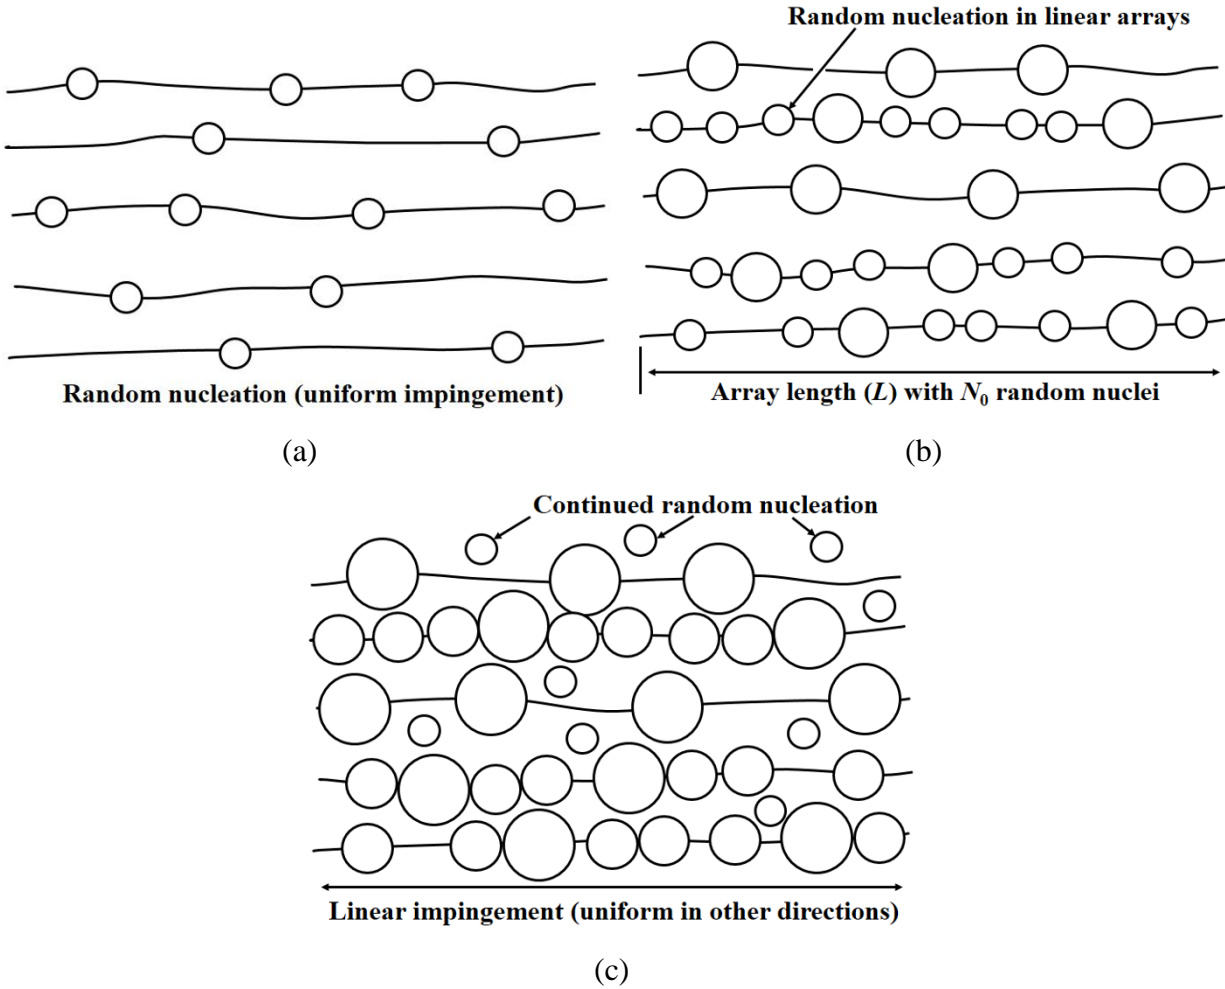 Random nucleation in linear arrays
Random nucleation (uniform impingement)
Array length (L) with N₀ random nuclei
(a)
(b)
Continued random nucleation
Linear impingement (uniform in other directions)
(c)